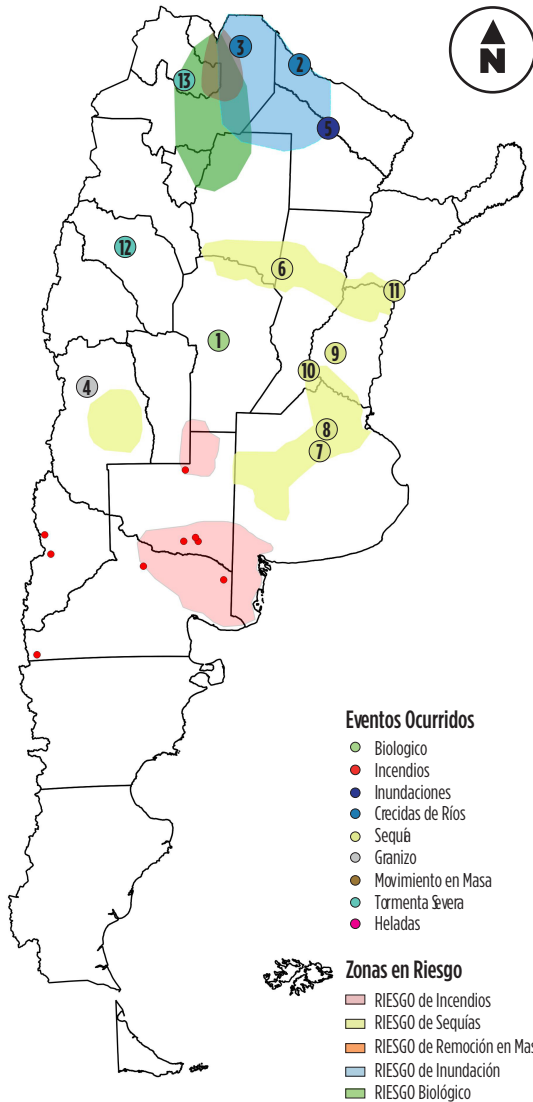 N
3
2
13
5
12
6
11
1
9
10
4
8
7
Eventos Ocurridos
Biologico
Incendios
Inundaciones
Crecidas de Ríos
Sequía
Granizo
Movimiento en Masa
Tormenta Severa
Heladas
Zonas en Riesgo
RIESGO de Incendios
RIESGO de Sequías
RIESGO de Remoción en Mas
RIESGO de Inundación
RIESGO Biológico